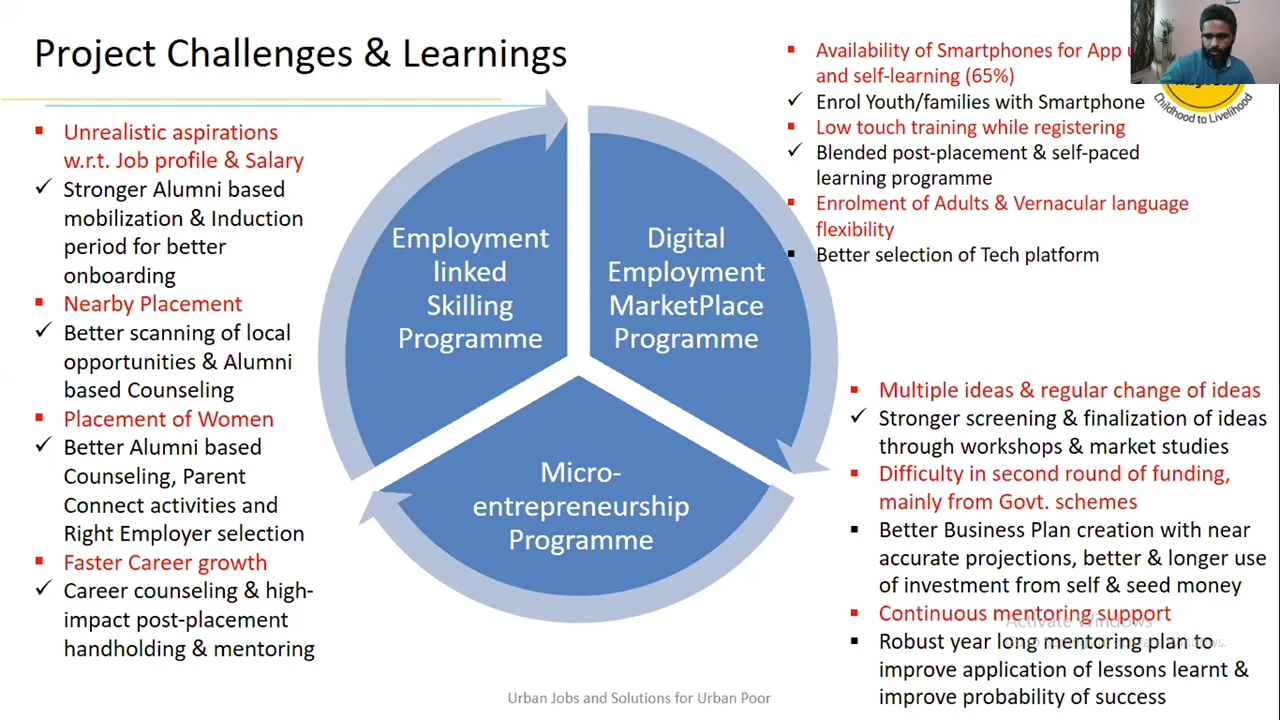 Project Challenges & Learnings
Unrealistic aspirations
w.r.t. Job profile & Salary
Stronger Alumni based
mobilization & Induction
period for better
onboarding
Nearby Placement
Better scanning of local
opportunities & Alumni
based Counseling
Placement of Women
Better Alumni based
Counseling, Parent
Connect activities and
Right Employer selection
Faster Career growth
Career counseling & high-
impact post-placement
handholding & mentoring
Employment
linked
Skilling
Programme
Digital
Employment
MarketPlace
Programme
Micro-
entrepreneurship
Programme
Availability of Smartphones for App
and self-learning (65%)
Enrol Youth/families with Smartphone
Low touch training while registering
Blended post-placement & self-paced
learning programme
Enrolment of Adults & Vernacular language
flexibility
Better selection of Tech platform
Childhood to Livelihood
Multiple ideas & regular change of ideas
Stronger screening & finalization of ideas
through workshops & market studies
Difficulty in second round of funding,
mainly from Govt. schemes
Better Business Plan creation with near
accurate projections, better & longer use
of investment from self & seed money
Continuous mentoring support
Activate Windows
Robust year long mentoring plan to
improve application of lessons learnt &
improve probability of success
Urban Jobs and Solutions for Urban Poor